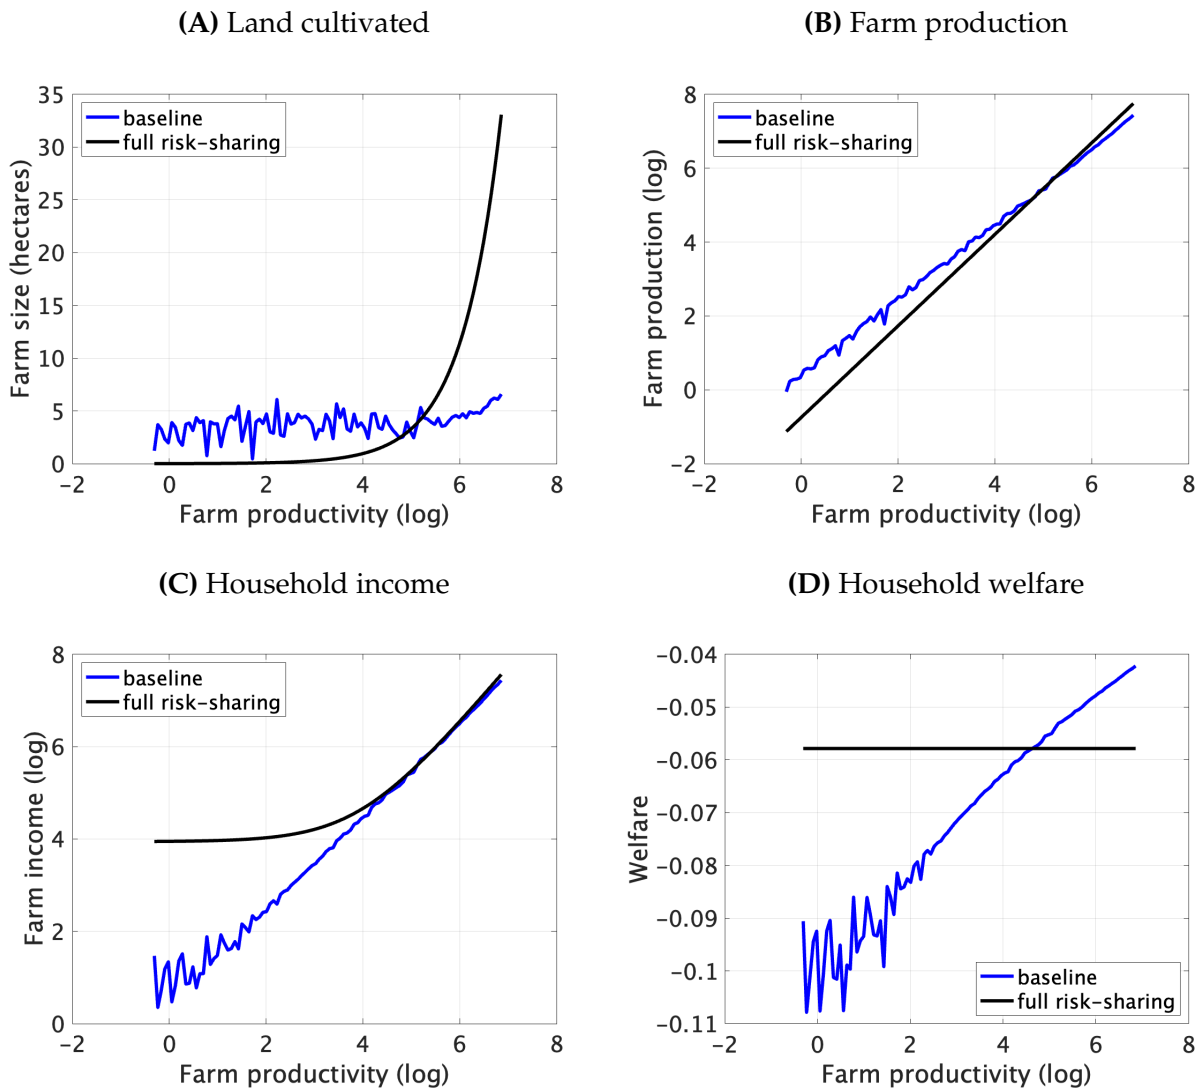 (A) Land cultivated
35
30
25
20
15
10
5
0
-2 0 2 4 6 8
Farm size (hectares)
Farm productivity (log)
baseline
full risk-sharing
(B) Farm production
8
6
4
2
0
-2
-2 0 2 4 6 8
Farm production (log)
Farm productivity (log)
baseline
full risk-sharing
(C) Household income
8
6
4
2
0
-2 0 2 4 6 8
Farm income (log)
Farm productivity (log)
baseline
full risk-sharing
(D) Household welfare
-0.04
-0.05
-0.06
-0.07
-0.08
-0.09
-0.1
-0.11
-2 0 2 4 6 8
Welfare
Farm productivity (log)
baseline
full risk-sharing